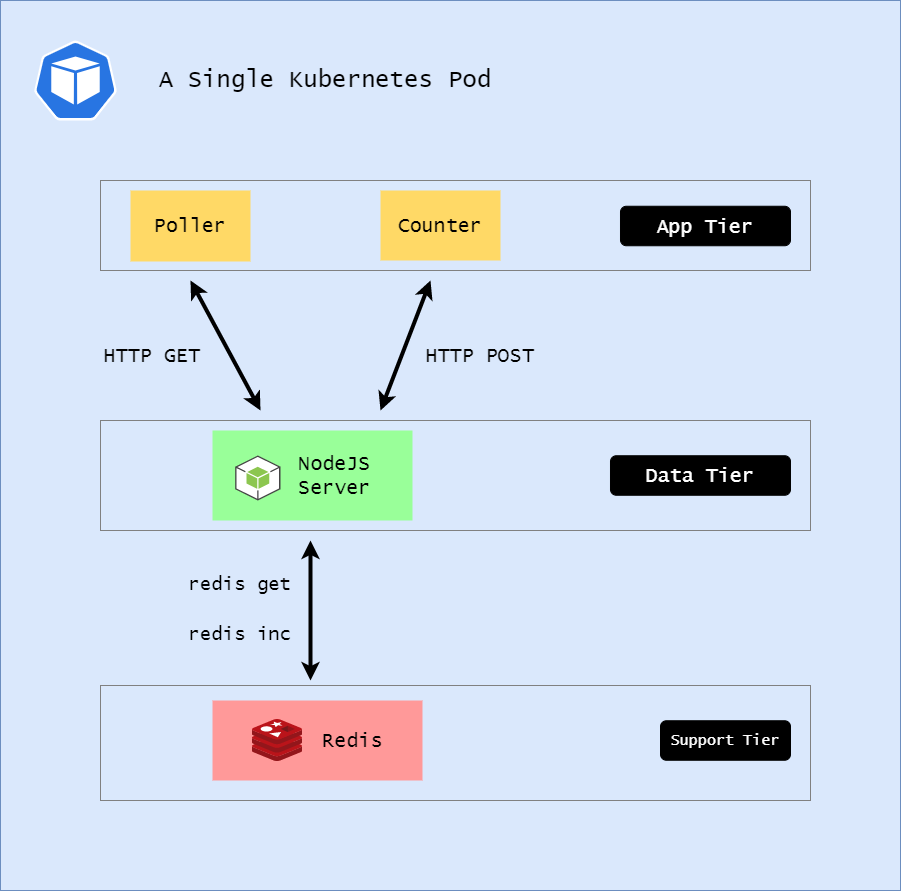 A Single Kubernetes Pod
Poller
Counter
App Tier
HTTP GET
HTTP POST
NodeJS
Server
Data Tier
redis get
redis inc
Redis
Support Tier